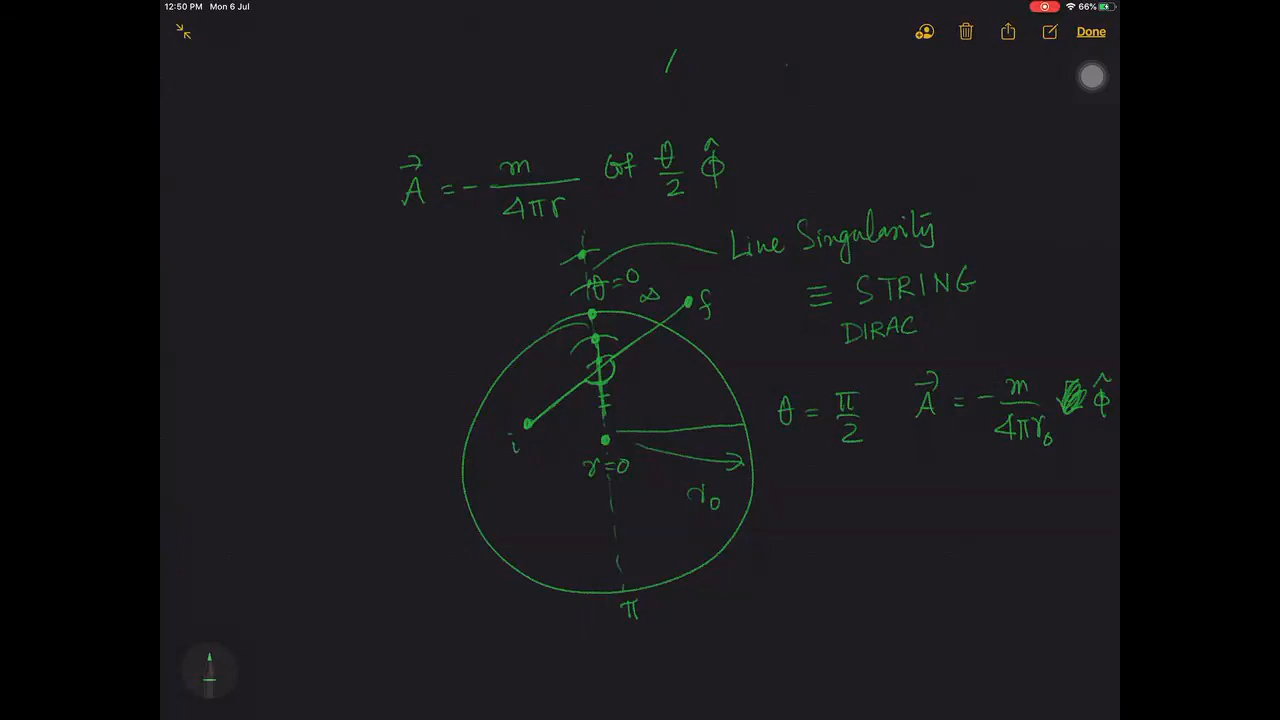 12:50 PM Mon 6 Jul
66%
Done
A⃗ = - m/4πr Cot θ/2 Φ̂
Line Singularity
θ=0
≡ STRING
∞
f
DIRAC
θ = π/2 A⃗ = - m/4πr₀ Φ̂
i
r=0
r₀
π